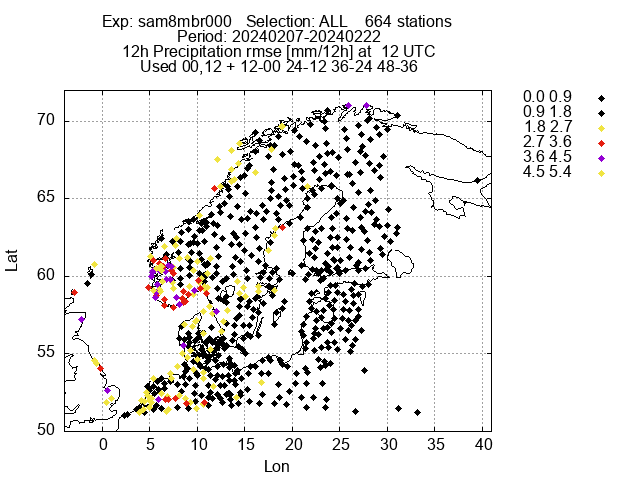 Exp: sam8mbr000 Selection: ALL 664 stations
Period: 20240207-20240222
12h Precipitation rmse [mm/12h] at 12 UTC
Used 00,12 + 12-00 24-12 36-24 48-36
0.0 0.9
0.9 1.8
1.8 2.7
2.7 3.6
3.6 4.5
4.5 5.4
70
65
60
55
50
Lat
0 5 10 15 20 25 30 35 40
Lon